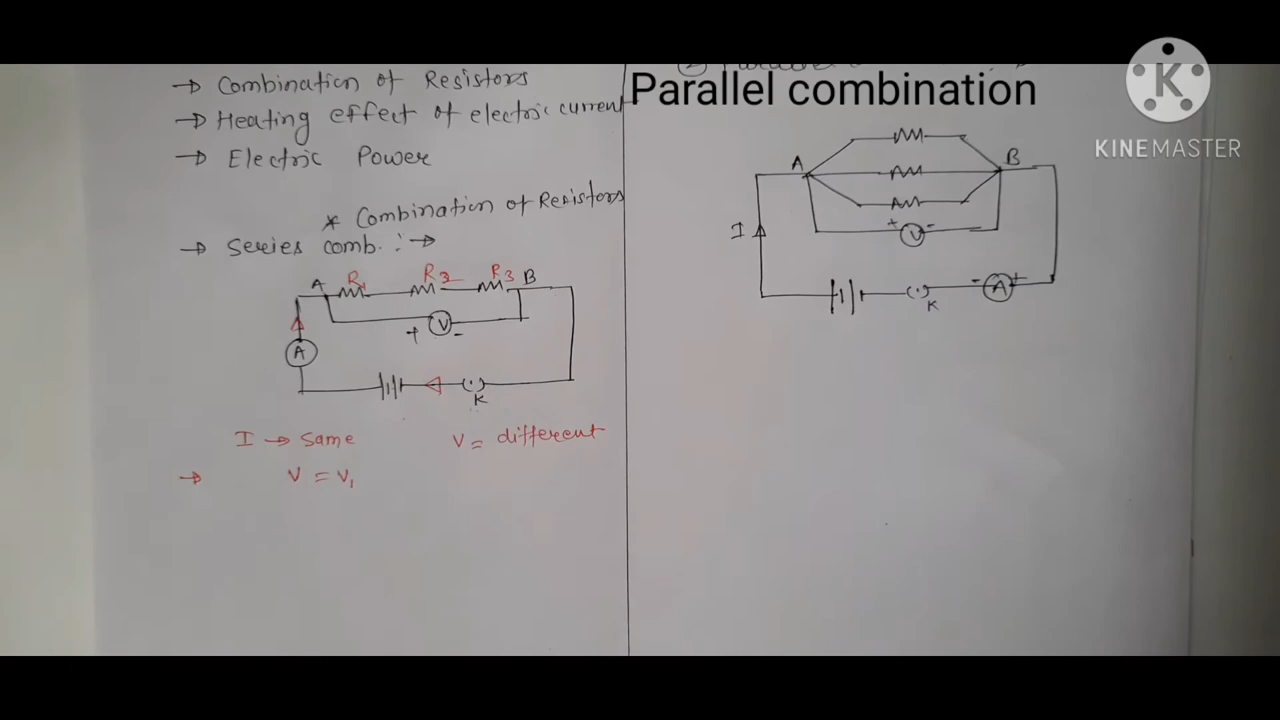 → Combination of Resistors
→ Heating effect of electric current
→ Electric Power
* Combination of Resistors
→ Series comb. :→
A R1 R2 R3 B
+ V -
A
K
I → Same V = different
→ V = V1
Parallel combination
A B
I + V -
- A +
K
K
KINEMASTER